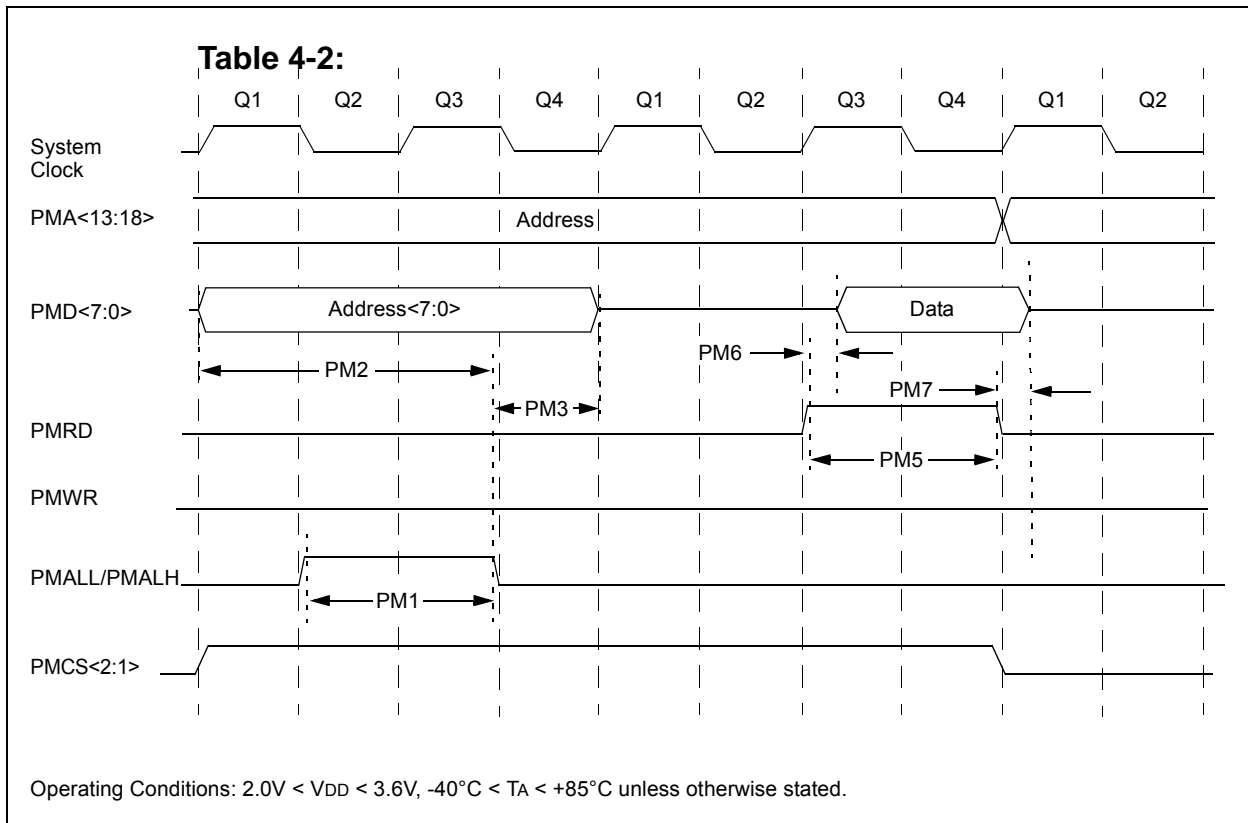 Table 4-2:
Q1 Q2 Q3 Q4 Q1 Q2 Q3 Q4 Q1 Q2
System
Clock
PMA<13:18>
Address
PMD<7:0>
Address<7:0>
Data
PM6
PM2
PM7
PM3
PMRD
PM5
PMWR
PMALL/PMALH
PM1
PMCS<2:1>
Operating Conditions: 2.0V < VDD < 3.6V, -40°C < TA < +85°C unless otherwise stated.